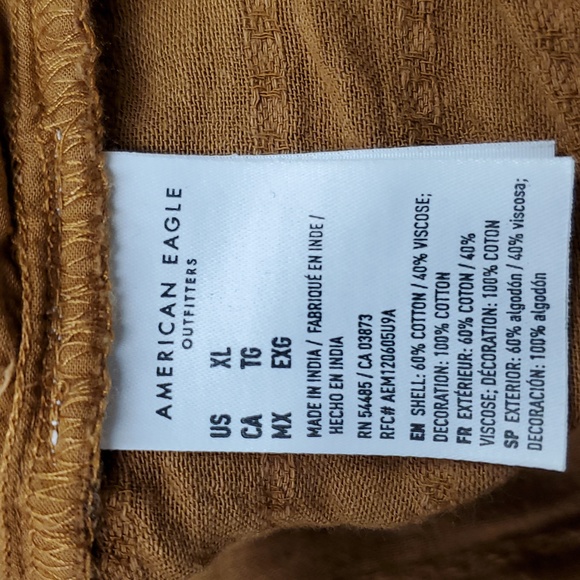 AMERICAN EAGLE
OUTFITTERS
US XL
CA TG
MX EXG
MADE IN INDIA / FABRIQUÉ EN INDE /
HECHO EN INDIA
RN 54485 / CA 03873
RFC# AEM120605U9A
EN SHELL: 60% COTTON / 40% VISCOSE;
DECORATION: 100% COTTON
FR EXTÉRIEUR: 60% COTON / 40%
VISCOSE; DÉCORATION: 100% COTON
SP EXTERIOR: 60% algodón / 40% viscosa;
DECORACIÓN: 100% algodón